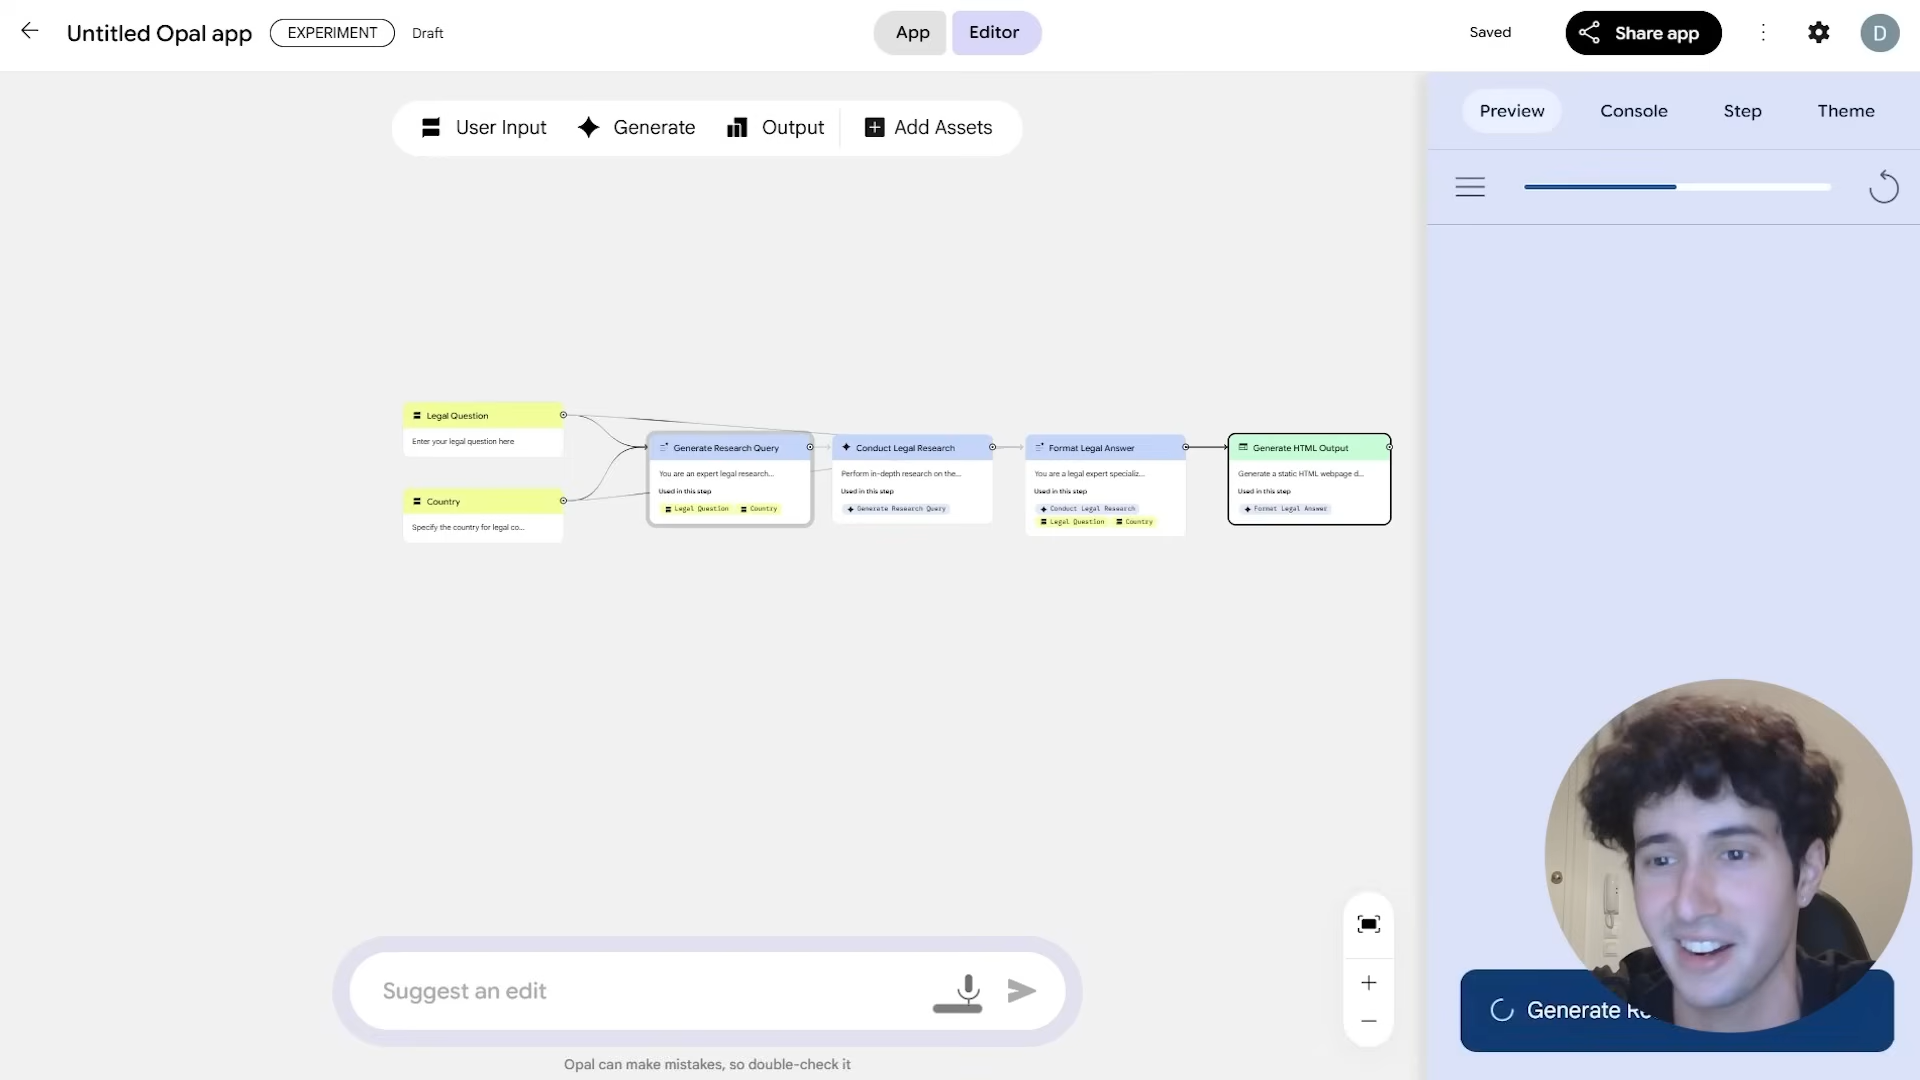 Untitled Opal app
EXPERIMENT
Draft
App
Editor
Saved
Share app
D
User Input
Generate
Output
Add Assets
Preview
Console
Step
Theme
Legal Question
Enter your legal question here
Country
Specify the country for legal co...
Generate Research Query
You are an expert legal research...
Used in this step
Legal Question Country
Conduct Legal Research
Perform in-depth research on the...
Used in this step
Generate Research Query
Format Legal Answer
You are a legal expert specializ...
Used in this step
Conduct Legal Research
Legal Question Country
Generate HTML Output
Generate a static HTML webpage d...
Used in this step
Format Legal Answer
Suggest an edit
Generate
Opal can make mistakes, so double-check it